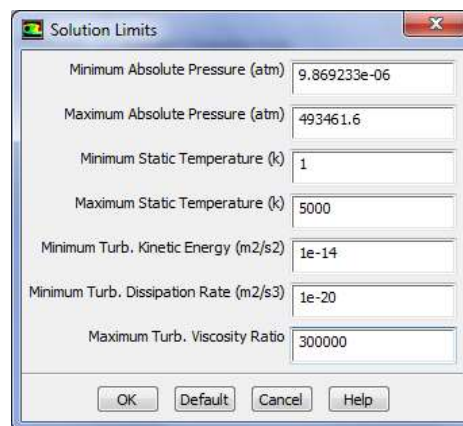 Solution Limits
Minimum Absolute Pressure (atm) 9.869233e-06
Maximum Absolute Pressure (atm) 493461.6
Minimum Static Temperature (k) 1
Maximum Static Temperature (k) 5000
Minimum Turb. Kinetic Energy (m2/s2) 1e-14
Minimum Turb. Dissipation Rate (m2/s3) 1e-20
Maximum Turb. Viscosity Ratio 300000
OK Default Cancel Help